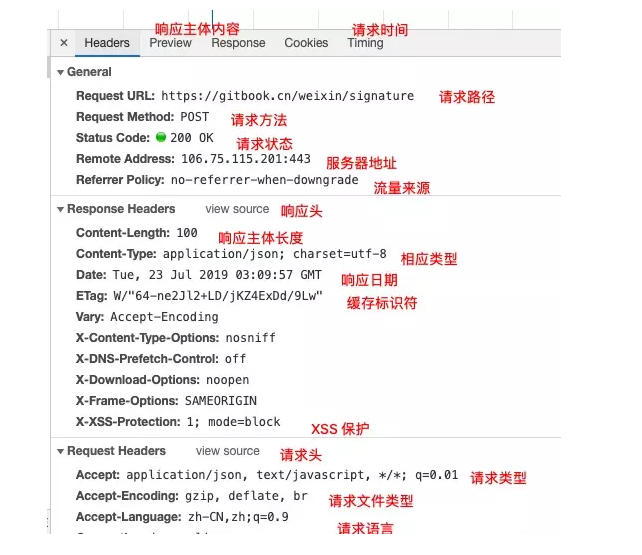 响应主体内容 请求时间
× Headers Preview Response Cookies Timing
General
Request URL: https://gitbook.cn/weixin/signature 请求路径
Request Method: POST 请求方法
Status Code: 200 OK 请求状态
Remote Address: 106.75.115.201:443 服务器地址
Referrer Policy: no-referrer-when-downgrade 流量来源
Response Headers view source 响应头
Content-Length: 100 响应主体长度
Content-Type: application/json; charset=utf-8 相应类型
Date: Tue, 23 Jul 2019 03:09:57 GMT 响应日期
ETag: W/"64-ne2Jl2+LD/jKZ4ExDd/9Lw" 缓存标识符
Vary: Accept-Encoding
X-Content-Type-Options: nosniff
X-DNS-Prefetch-Control: off
X-Download-Options: noopen
X-Frame-Options: SAMEORIGIN
X-XSS-Protection: 1; mode=block XSS 保护
Request Headers view source 请求头
Accept: application/json, text/javascript, */*; q=0.01 请求类型
Accept-Encoding: gzip, deflate, br 请求文件类型
Accept-Language: zh-CN,zh;q=0.9 请求语言